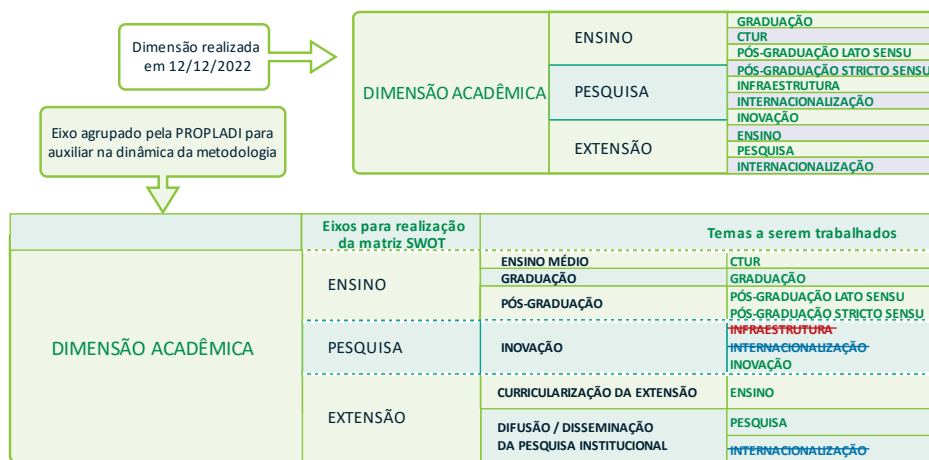 Dimensão realizada
em 12/12/2022
DIMENSÃO ACADÊMICA
ENSINO
GRADUAÇÃO
CTUR
PÓS-GRADUAÇÃO LATO SENSU
PESQUISA
PÓS-GRADUAÇÃO STRICTO SENSU
INFRAESTRUTURA
INTERNACIONALIZAÇÃO
INOVAÇÃO
EXTENSÃO
ENSINO
PESQUISA
INTERNACIONALIZAÇÃO
Eixo agrupado pela PROPLADI para
auxiliar na dinâmica da metodologia
Eixos para realização
da matriz SWOT
Temas a serem trabalhados
DIMENSÃO ACADÊMICA
ENSINO
ENSINO MÉDIO
CTUR
GRADUAÇÃO
GRADUAÇÃO
PÓS-GRADUAÇÃO
PÓS-GRADUAÇÃO LATO SENSU
PÓS-GRADUAÇÃO STRICTO SENSU
PESQUISA
INOVAÇÃO
INFRAESTRUTURA
INTERNACIONALIZAÇÃO
INOVAÇÃO
EXTENSÃO
CURRICULARIZAÇÃO DA EXTENSÃO
ENSINO
DIFUSÃO / DISSEMINAÇÃO
DA PESQUISA INSTITUCIONAL
PESQUISA
INTERNACIONALIZAÇÃO